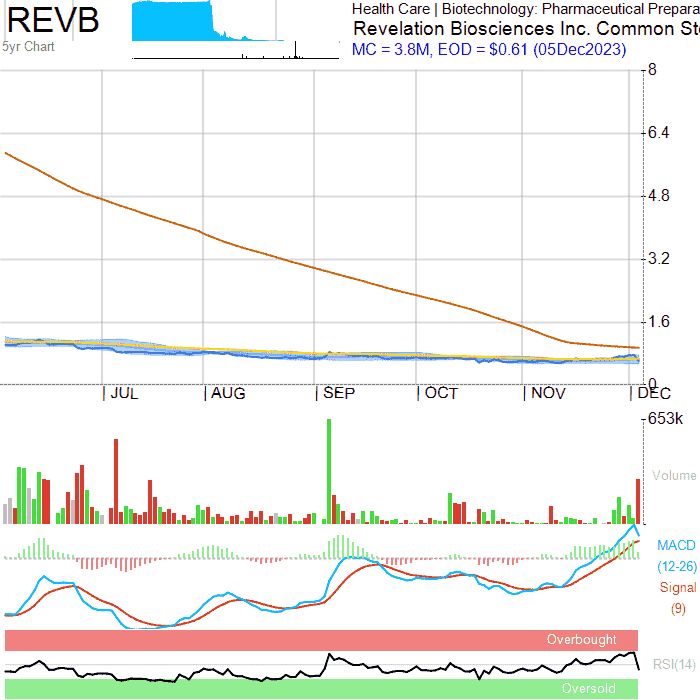 REVB
5yr Chart
Health Care | Biotechnology: Pharmaceutical Prepara
Revelation Biosciences Inc. Common Sto
MC = 3.8M, EOD = $0.61 (05Dec2023)
8
6.4
4.8
3.2
1.6
0
| JUL | AUG | SEP | OCT | NOV | DEC
653k
Volume
MACD
(12-26)
Signal
(9)
Overbought
RSI(14)
Oversold